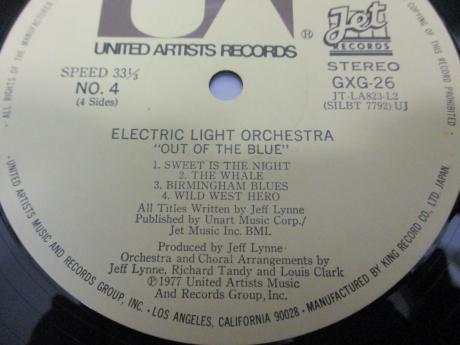 UA
UNITED ARTISTS RECORDS
®
Jet
RECORDS
SPEED 33⅓
NO. 4
(4 Sides)
STEREO
GXG-26
JT-LA823-L2
(SILBT 7792) UJ
ELECTRIC LIGHT ORCHESTRA
"OUT OF THE BLUE"
1. SWEET IS THE NIGHT
2. THE WHALE
3. BIRMINGHAM BLUES
4. WILD WEST HERO
All Titles Written by Jeff Lynne
Published by Unart Music Corp./
Jet Music Inc. BML
Produced by Jeff Lynne
Orchestra and Choral Arrangements by
Jeff Lynne, Richard Tandy and Louis Clark
℗1977 United Artists Music
And Records Group, Inc.
ALL RIGHTS OF THE MANUFACTURER
COPYING OF THIS RECORD PROHIBITED.
UNITED ARTISTS MUSIC AND RECORDS GROUP, INC. • LOS ANGELES, CALIFORNIA 90028 • MANUFACTURED BY KING RECORD CO. LTD. JAPAN